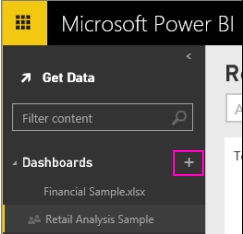 Microsoft Power BI
Get Data
Filter content
Dashboards +
Financial Sample.xlsx
Retail Analysis Sample